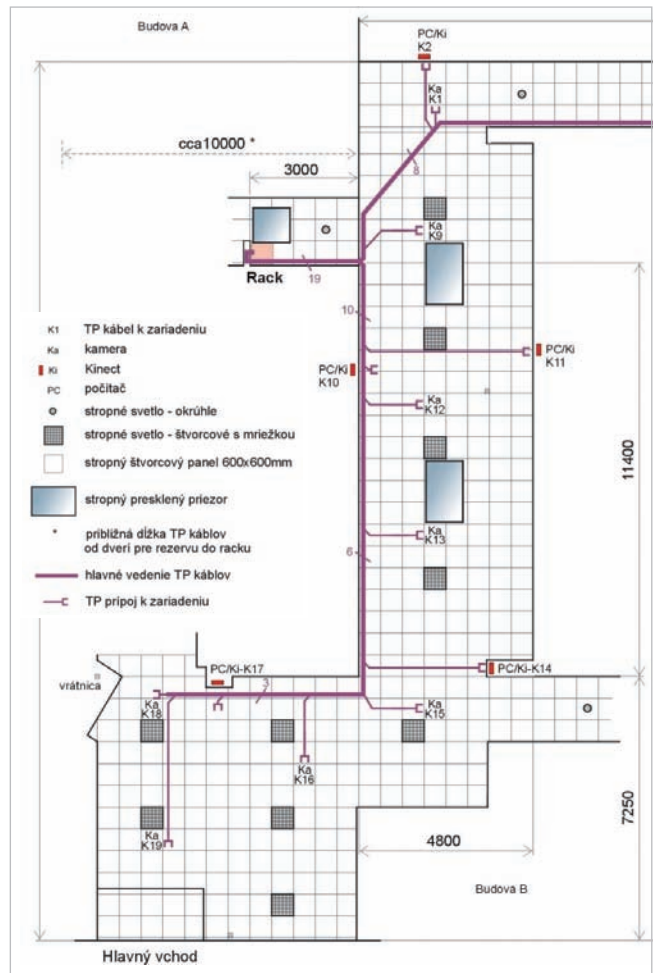 Budova A
PC/Ki
K2
Ka
K1
cca10000 *
3000
8
Ka
K9
Rack
19
10
PC/Ki
K10
PC/Ki
K11
Ka
K12
K1 TP kábel k zariadeniu
Ka kamera
Ki Kinect
PC počítač
stropné svetlo - okrúhle
stropné svetlo - štvorcové s mriežkou
stropný štvorcový panel 600x600mm
stropný presklený priezor
* približná dĺžka TP káblov
od dverí pre rezervu do racku
hlavné vedenie TP káblov
TP prípoj k zariadeniu
11400
Ka
K13
6
PC/Ki-K14
PC/Ki-K17
vrátnica
3
Ka
K18
Ka
K15
Ka
K16
Ka
K19
4800
7250
Budova B
Hlavný vchod